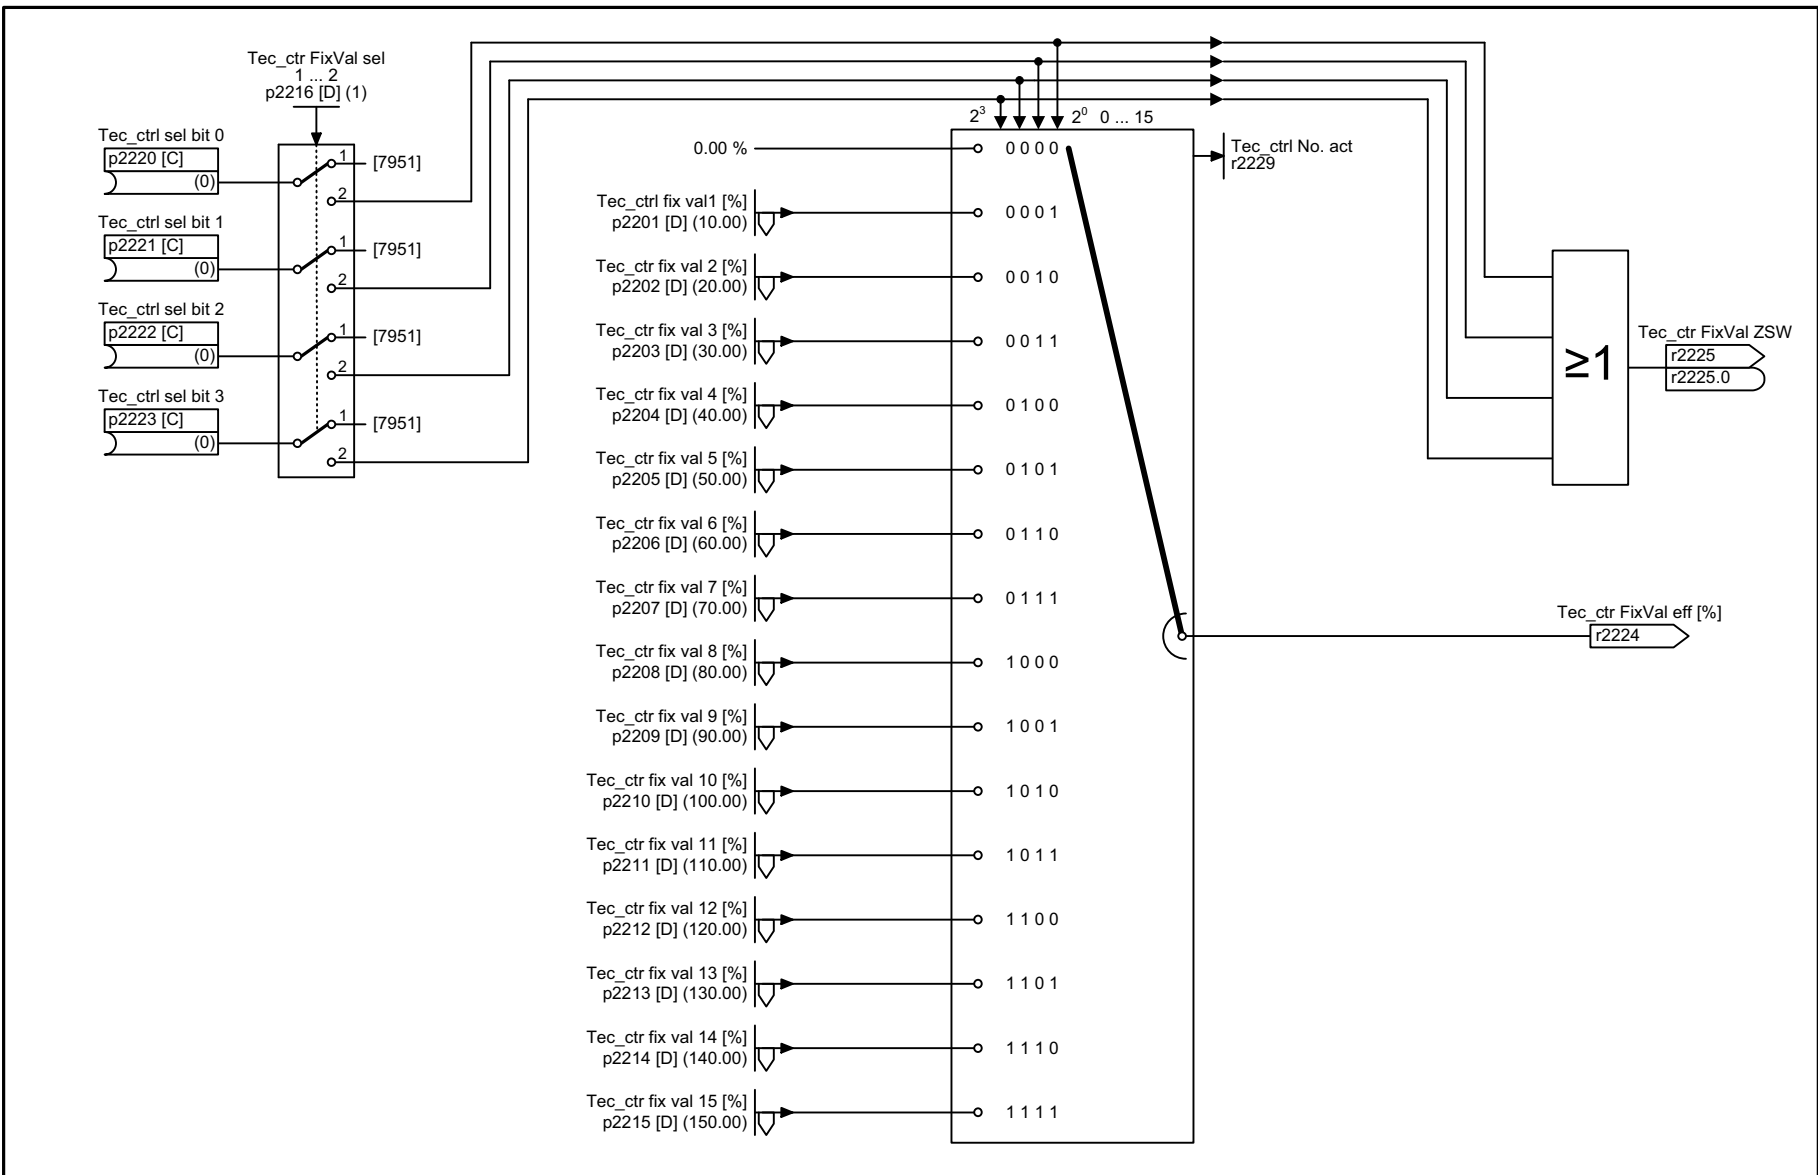 Tec_ctr FixVal sel
1 ... 2
p2216 [D] (1)
Tec_ctrl sel bit 0
p2220 [C]
(0)
1
[7951]
2
Tec_ctrl sel bit 1
p2221 [C]
(0)
1
[7951]
2
Tec_ctrl sel bit 2
p2222 [C]
(0)
1
[7951]
2
Tec_ctrl sel bit 3
p2223 [C]
(0)
1
[7951]
2
2³ 2⁰ 0 ... 15
0.00 % 0 0 0 0
Tec_ctrl No. act
r2229
Tec_ctrl fix val1 [%]
p2201 [D] (10.00) 0 0 0 1
Tec_ctr fix val 2 [%]
p2202 [D] (20.00) 0 0 1 0
Tec_ctr fix val 3 [%]
p2203 [D] (30.00) 0 0 1 1
Tec_ctr fix val 4 [%]
p2204 [D] (40.00) 0 1 0 0
Tec_ctr fix val 5 [%]
p2205 [D] (50.00) 0 1 0 1
Tec_ctr fix val 6 [%]
p2206 [D] (60.00) 0 1 1 0
Tec_ctr fix val 7 [%]
p2207 [D] (70.00) 0 1 1 1
Tec_ctr fix val 8 [%]
p2208 [D] (80.00) 1 0 0 0
Tec_ctr fix val 9 [%]
p2209 [D] (90.00) 1 0 0 1
Tec_ctr fix val 10 [%]
p2210 [D] (100.00) 1 0 1 0
Tec_ctr fix val 11 [%]
p2211 [D] (110.00) 1 0 1 1
Tec_ctr fix val 12 [%]
p2212 [D] (120.00) 1 1 0 0
Tec_ctr fix val 13 [%]
p2213 [D] (130.00) 1 1 0 1
Tec_ctr fix val 14 [%]
p2214 [D] (140.00) 1 1 1 0
Tec_ctr fix val 15 [%]
p2215 [D] (150.00) 1 1 1 1
≥1
Tec_ctr FixVal ZSW
r2225
r2225.0
Tec_ctr FixVal eff [%]
r2224